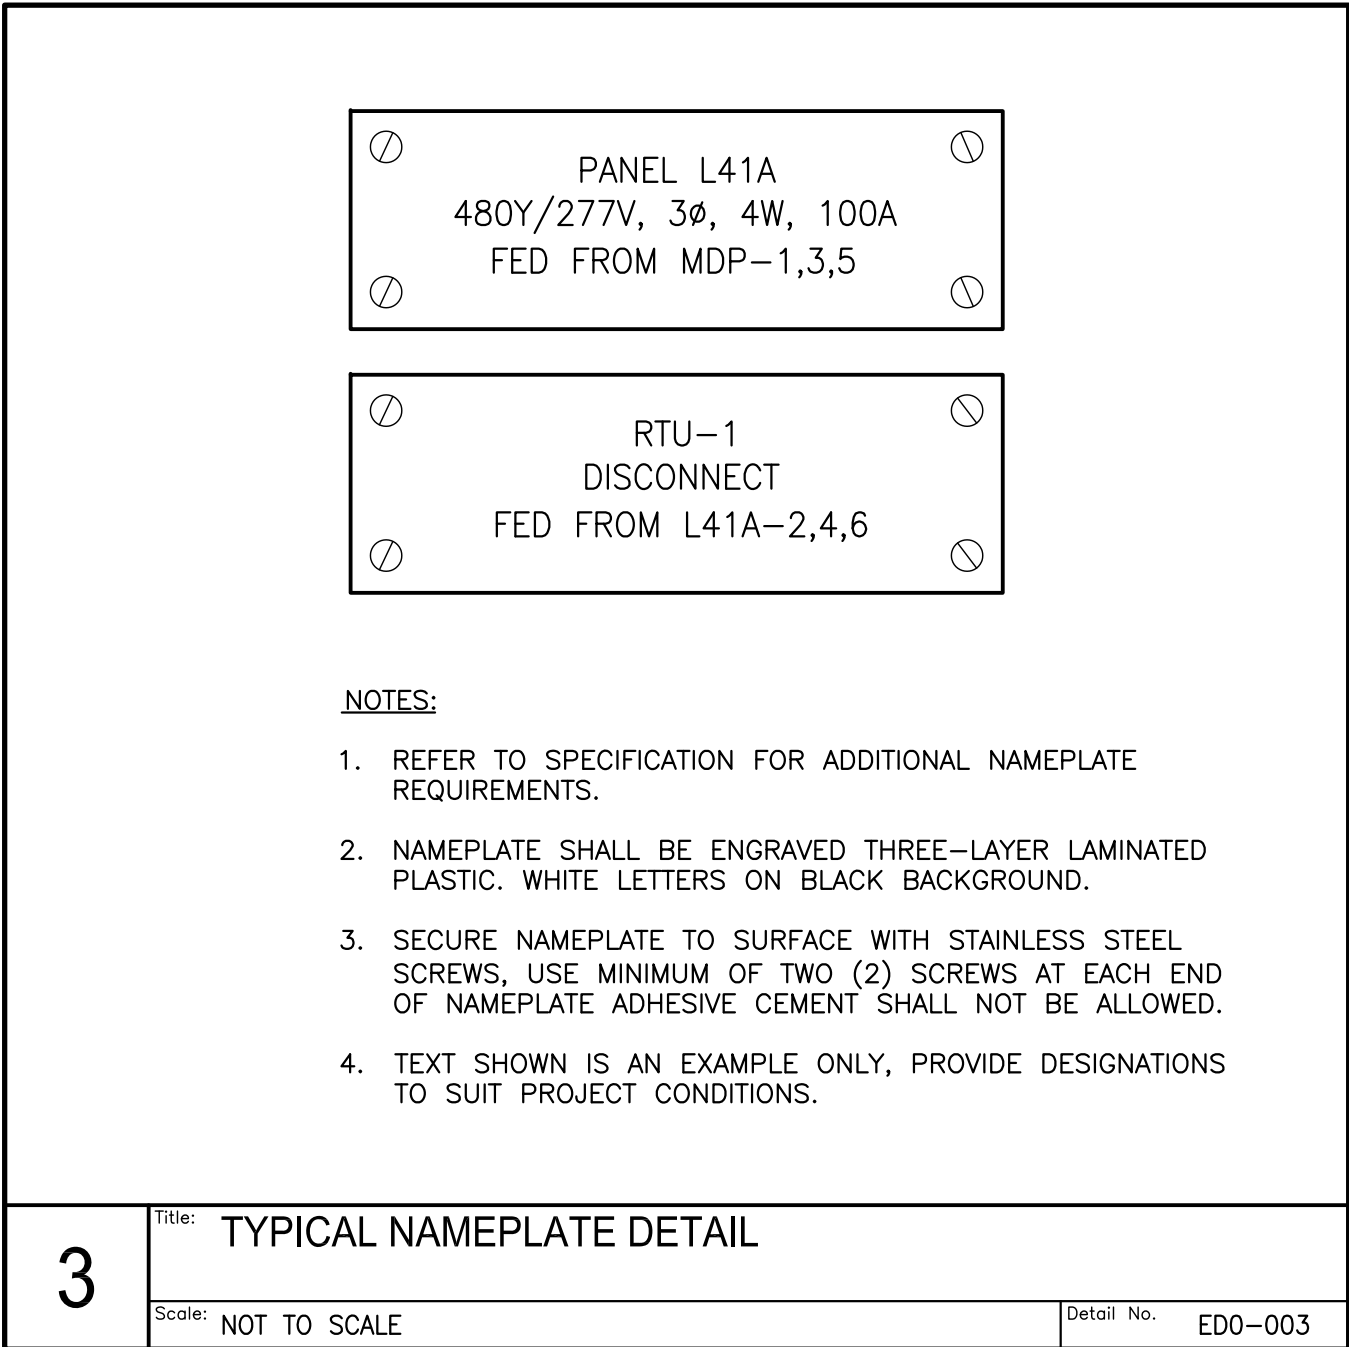 PANEL L41A
480Y/277V, 3ø, 4W, 100A
FED FROM MDP-1,3,5
RTU-1
DISCONNECT
FED FROM L41A-2,4,6
NOTES:
1. REFER TO SPECIFICATION FOR ADDITIONAL NAMEPLATE
REQUIREMENTS.
2. NAMEPLATE SHALL BE ENGRAVED THREE-LAYER LAMINATED
PLASTIC. WHITE LETTERS ON BLACK BACKGROUND.
3. SECURE NAMEPLATE TO SURFACE WITH STAINLESS STEEL
SCREWS, USE MINIMUM OF TWO (2) SCREWS AT EACH END
OF NAMEPLATE ADHESIVE CEMENT SHALL NOT BE ALLOWED.
4. TEXT SHOWN IS AN EXAMPLE ONLY, PROVIDE DESIGNATIONS
TO SUIT PROJECT CONDITIONS.
3
Title: TYPICAL NAMEPLATE DETAIL
Scale: NOT TO SCALE
Detail No. ED0-003